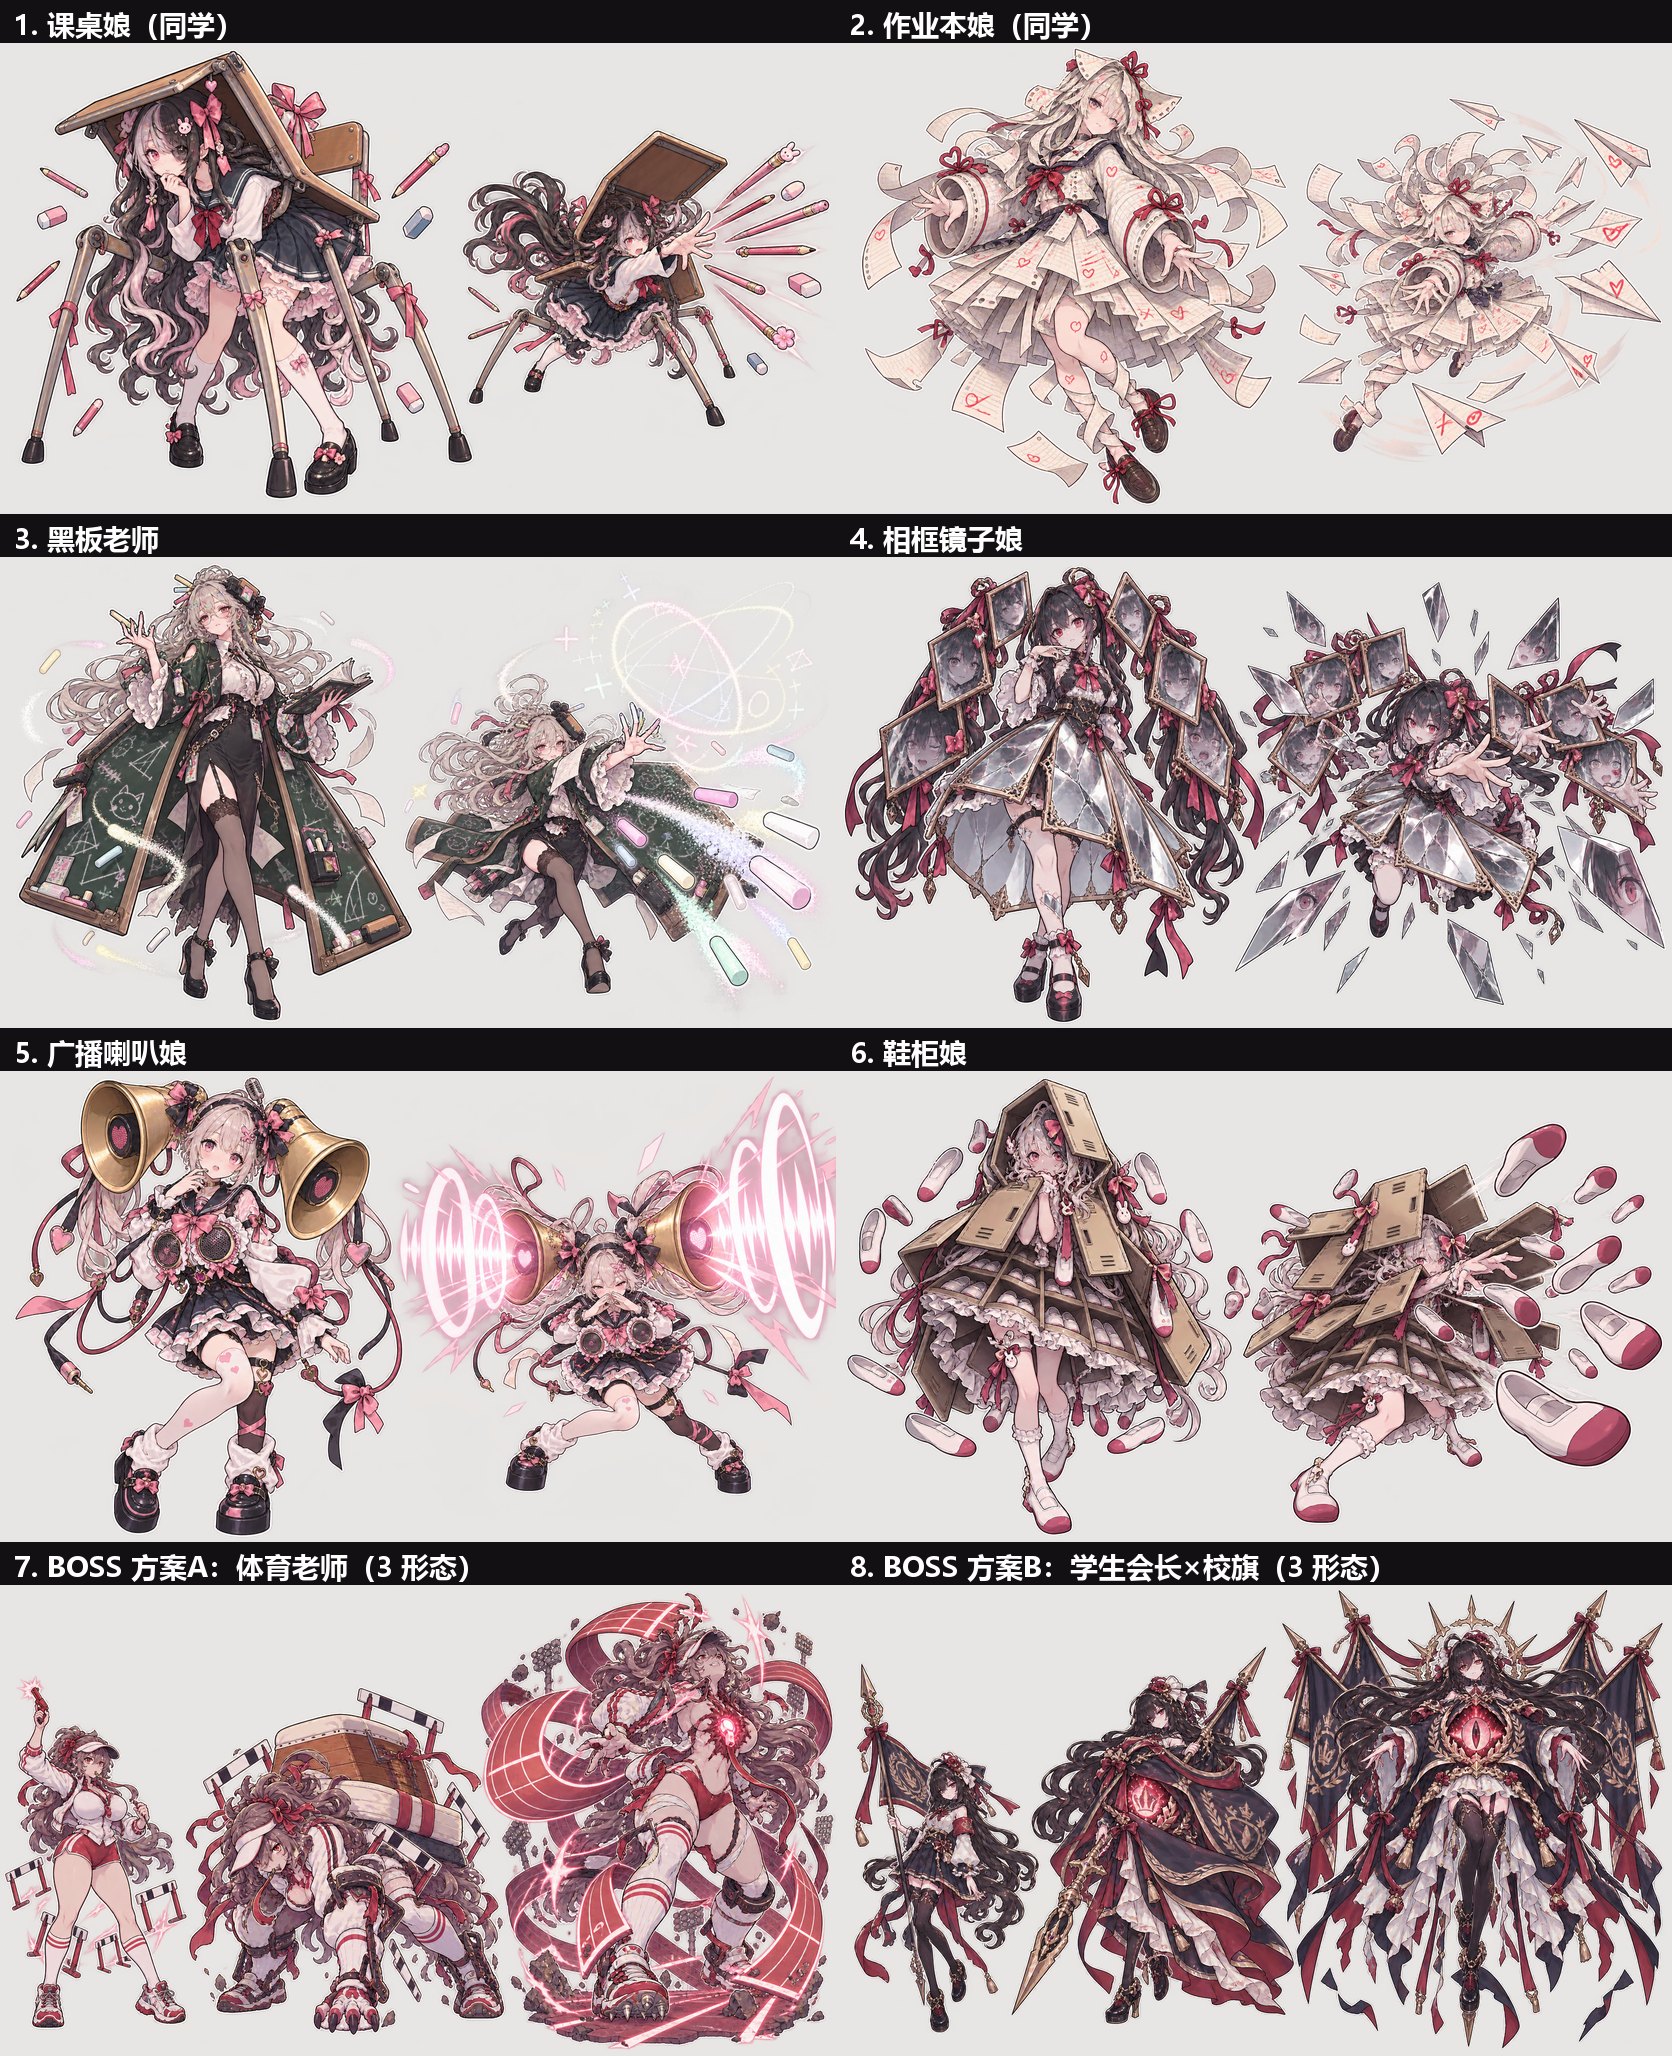 1. 课桌娘（同学）
2. 作业本娘（同学）
3. 黑板老师
4. 相框镜子娘
5. 广播喇叭娘
6. 鞋柜娘
7. BOSS 方案A：体育老师（3 形态）
8. BOSS 方案B：学生会长×校旗（3 形态）